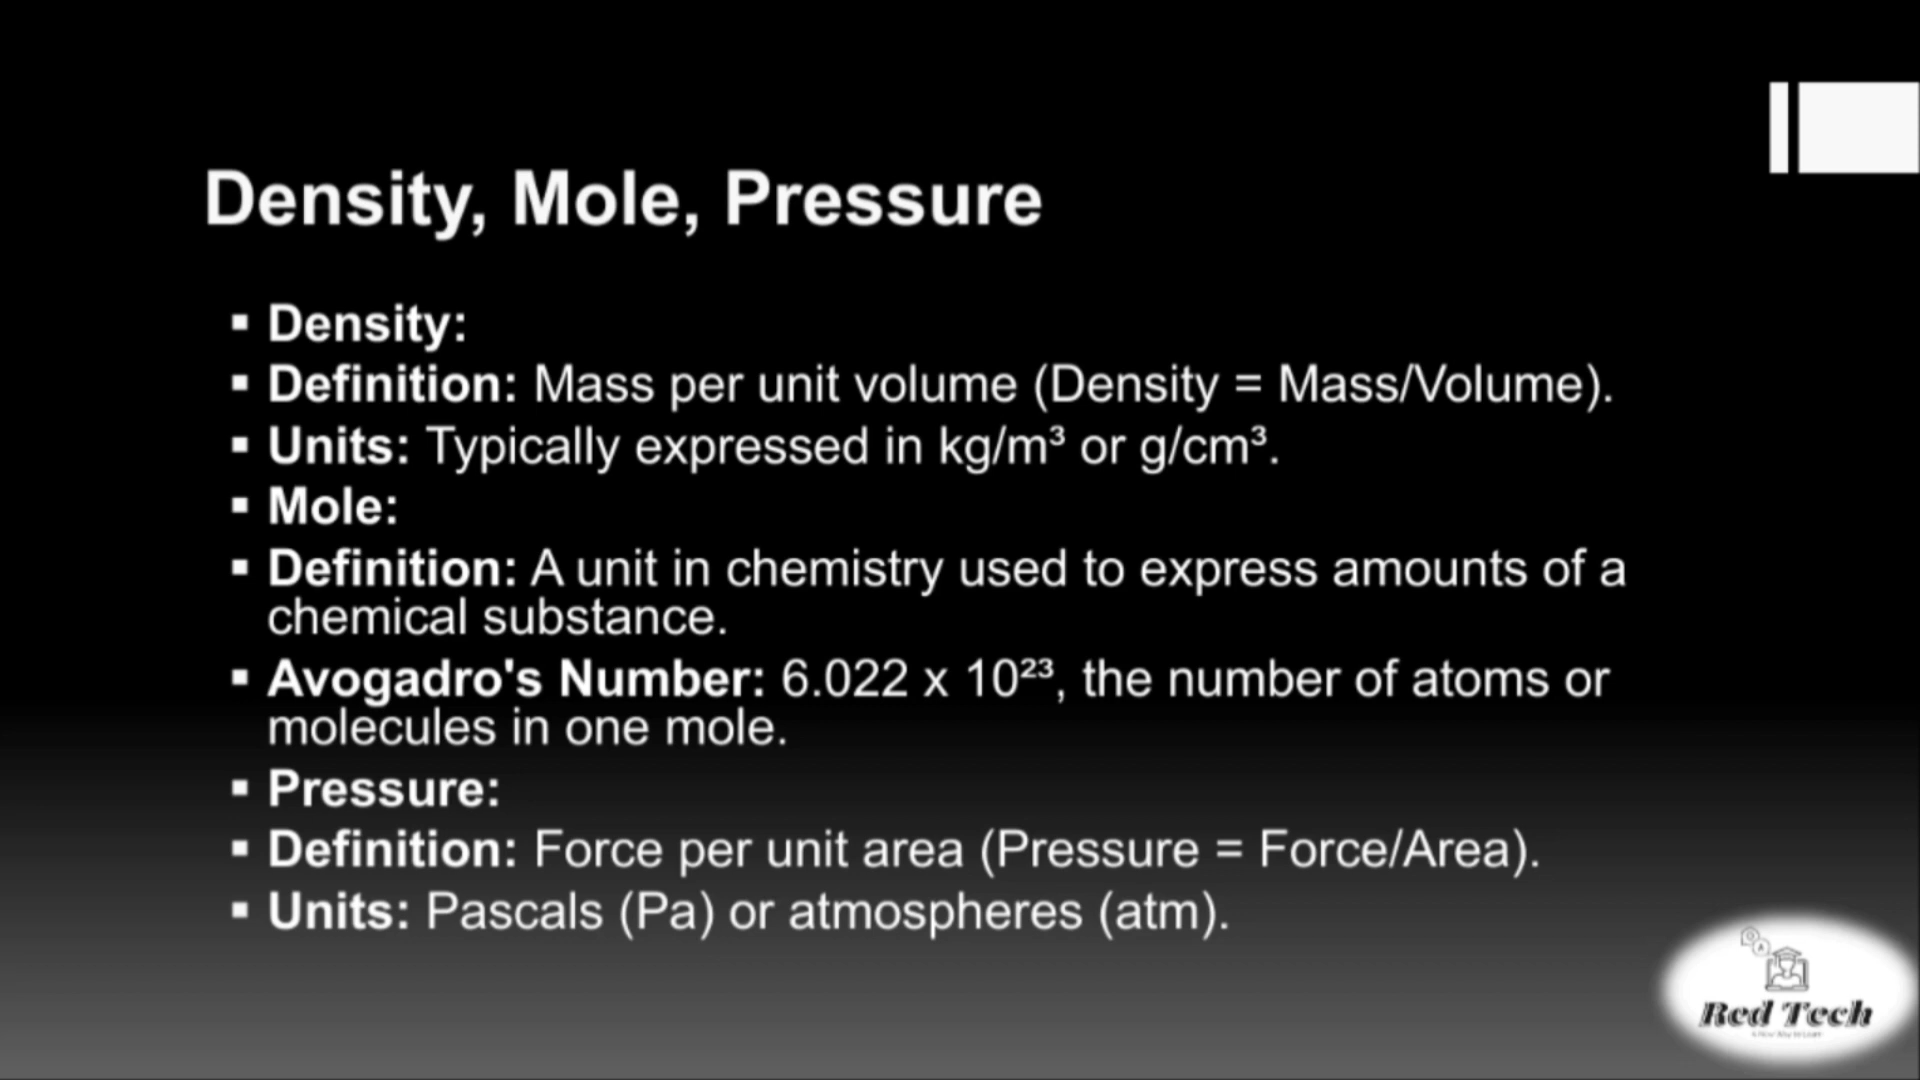 Density, Mole, Pressure
▪ Density:
▪ Definition: Mass per unit volume (Density = Mass/Volume).
▪ Units: Typically expressed in kg/m³ or g/cm³.
▪ Mole:
▪ Definition: A unit in chemistry used to express amounts of a
chemical substance.
▪ Avogadro's Number: 6.022 x 10²³, the number of atoms or
molecules in one mole.
▪ Pressure:
▪ Definition: Force per unit area (Pressure = Force/Area).
▪ Units: Pascals (Pa) or atmospheres (atm).
Red Tech